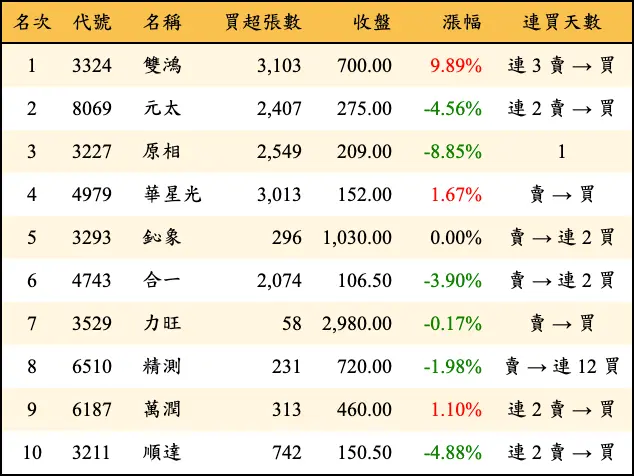 名次 代號 名稱 買超張數 收盤 漲幅 連買天數
1 3324 雙鴻 3,103 700.00 9.89% 連 3 賣 → 買
2 8069 元太 2,407 275.00 -4.56% 連 2 賣 → 買
3 3227 原相 2,549 209.00 -8.85% 1
4 4979 華星光 3,013 152.00 1.67% 賣 → 買
5 3293 鈊象 296 1,030.00 0.00% 賣 → 連 2 買
6 4743 合一 2,074 106.50 -3.90% 賣 → 連 2 買
7 3529 力旺 58 2,980.00 -0.17% 賣 → 買
8 6510 精測 231 720.00 -1.98% 賣 → 連 12 買
9 6187 萬潤 313 460.00 1.10% 連 2 賣 → 買
10 3211 順達 742 150.50 -4.88% 連 2 賣 → 買